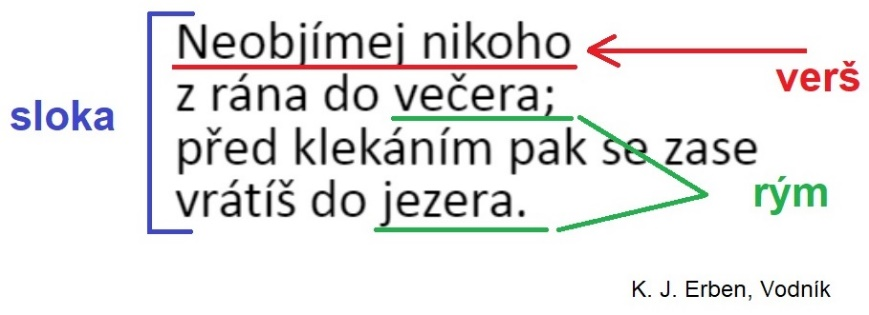 Neobjímej nikoho
verš
z rána do večera;
sloka
před klekáním pak se zase
rým
vrátíš do jezera.
K. J. Erben, Vodník